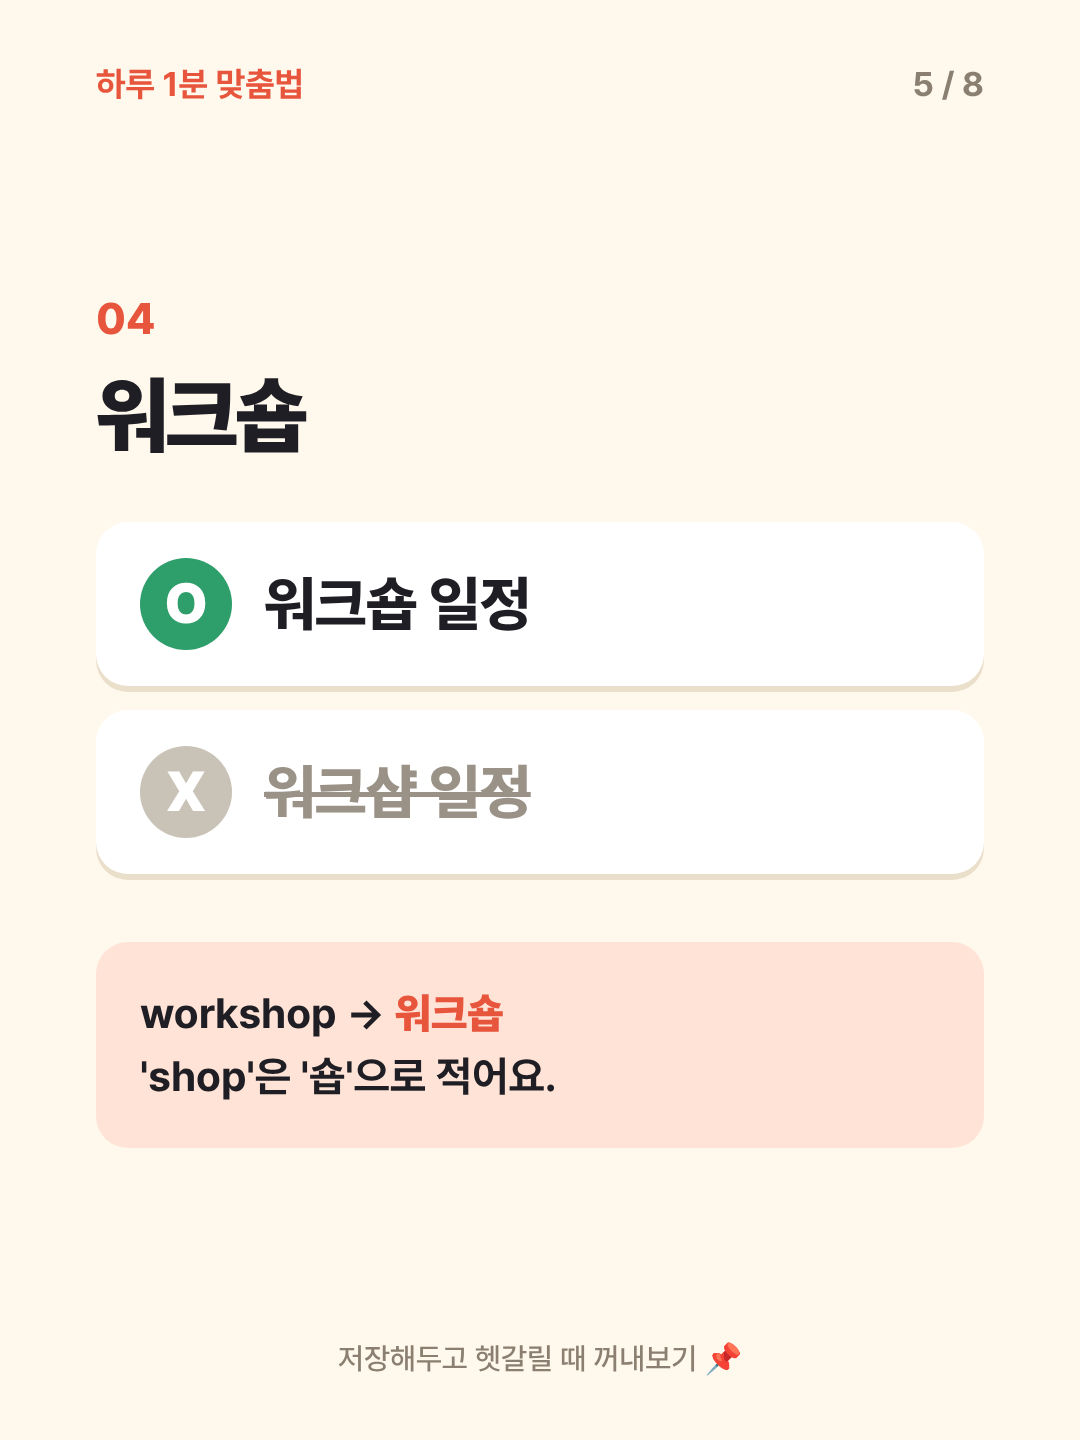 하루 1분 맞춤법
5 / 8
04
워크숍
O 워크숍 일정
X 워크샵 일정
workshop → 워크숍
'shop'은 '숍'으로 적어요.
저장해두고 헷갈릴 때 꺼내보기 📌